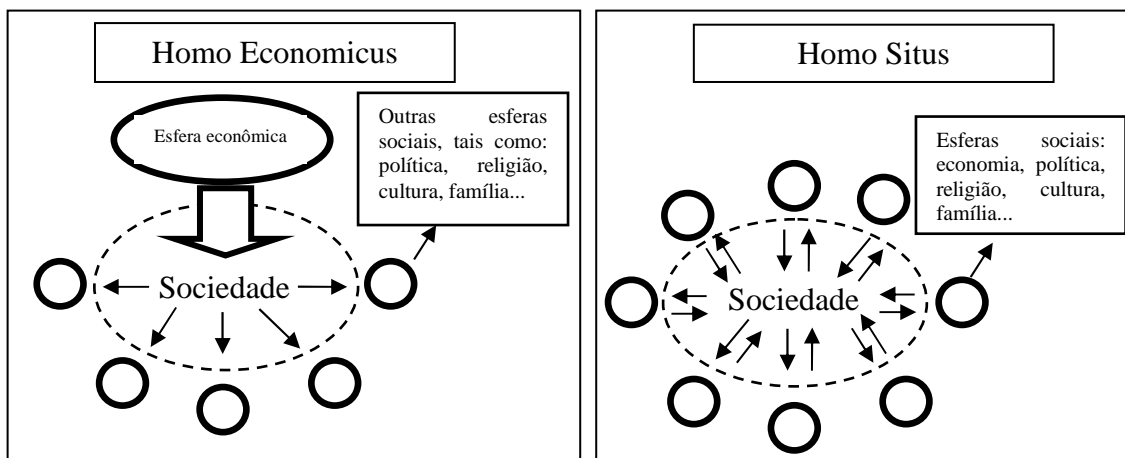 Homo Economicus
Esfera econômica
Outras esferas
sociais, tais como:
política, religião,
cultura, família...
Sociedade
Homo Situs
Esferas sociais:
economia, política,
religião, cultura,
família...
Sociedade